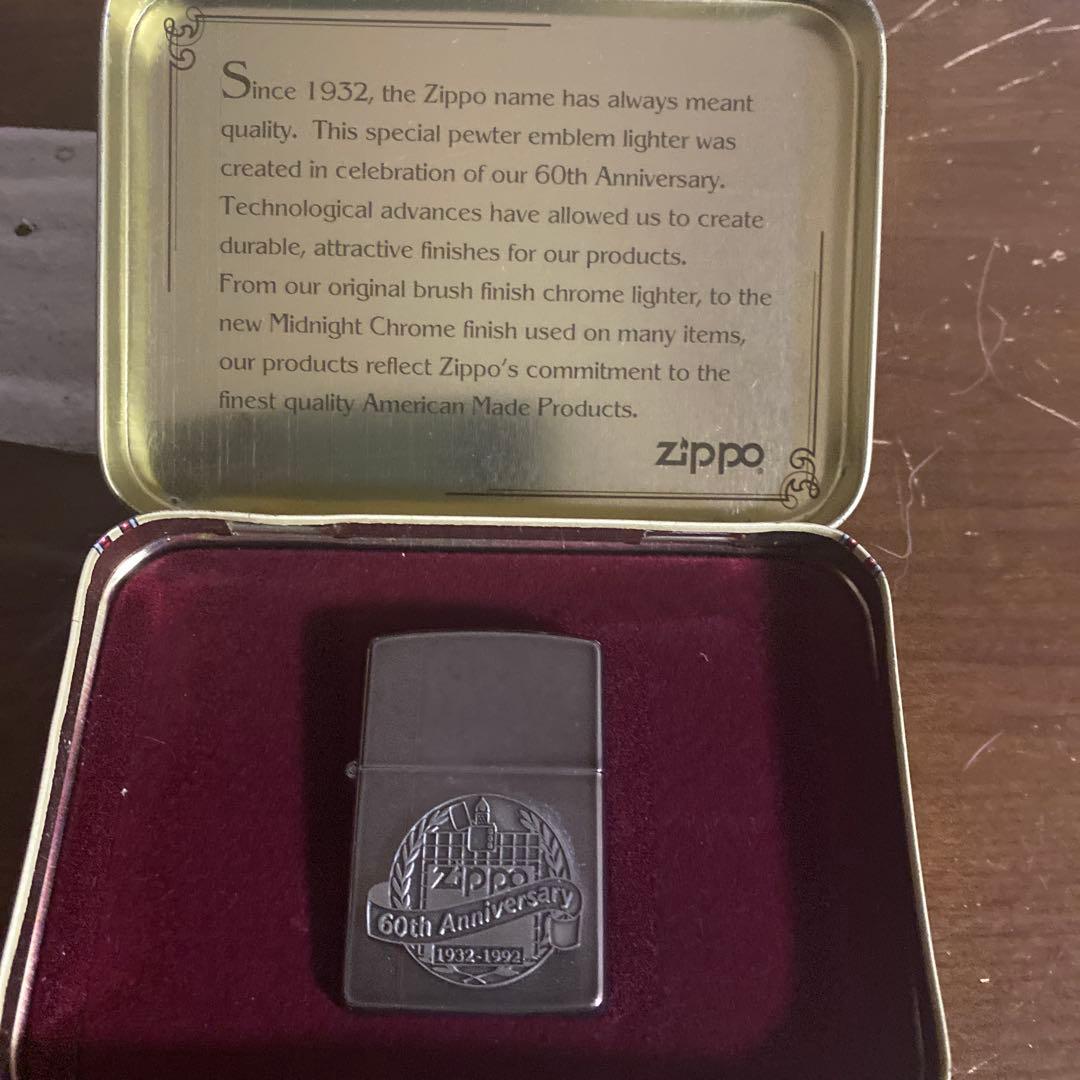 Since 1932, the Zippo name has always meant
quality. This special pewter emblem lighter was
created in celebration of our 60th Anniversary.
Technological advances have allowed us to create
durable, attractive finishes for our products.
From our original brush finish chrome lighter, to the
new Midnight Chrome finish used on many items,
our products reflect Zippo's commitment to the
finest quality American Made Products.
zippo
zippo
60th Anniversary
1932-1992